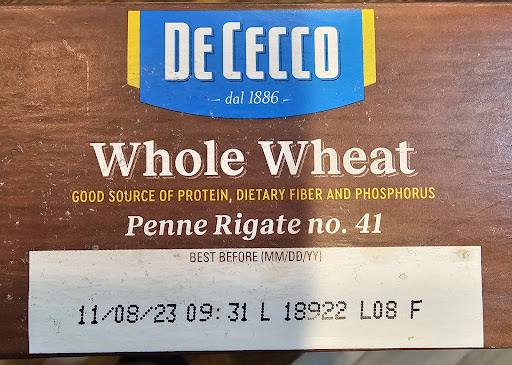 DE CECCO
dal 1886
Whole Wheat
GOOD SOURCE OF PROTEIN, DIETARY FIBER AND PHOSPHORUS
Penne Rigate no. 41
BEST BEFORE (MM/DD/YY)
11/08/23 09:31 L 18922 L08 F